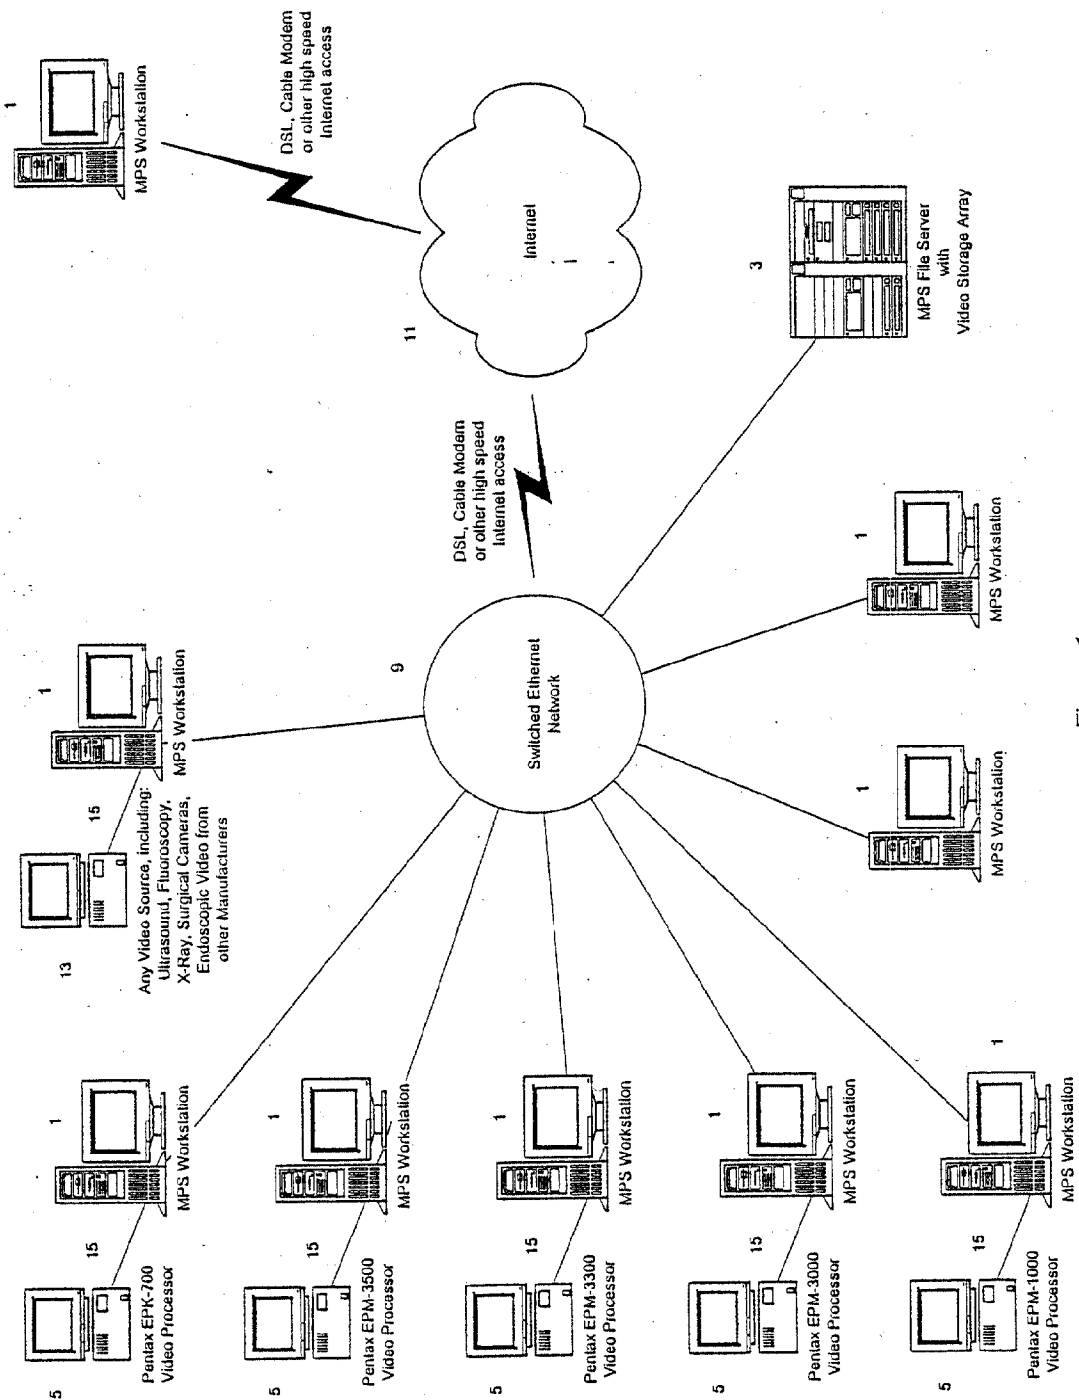 5
Pentax EPK-700
Video Processor
15
1
MPS Workstation
13
Any Video Source, including:
Ultrasound, Fluoroscopy,
X-Ray, Surgical Cameras,
Endoscopic Video from
other Manufacturers
15
1
MPS Workstation
1
MPS Workstation
5
Pentax EPM-3500
Video Processor
15
1
MPS Workstation
DSL, Cable Modem
or other high speed
Internet access
5
Pentax EPM-3300
Video Processor
15
1
MPS Workstation
9
Switched Ethernet
Network
DSL, Cable Modem
or other high speed
Internet access
11
Internet
5
Pentax EPM-3000
Video Processor
15
1
MPS Workstation
3
MPS File Server
with
Video Storage Array
5
Pentax EPM-1000
Video Processor
15
1
MPS Workstation
1
MPS Workstation
1
MPS Workstation